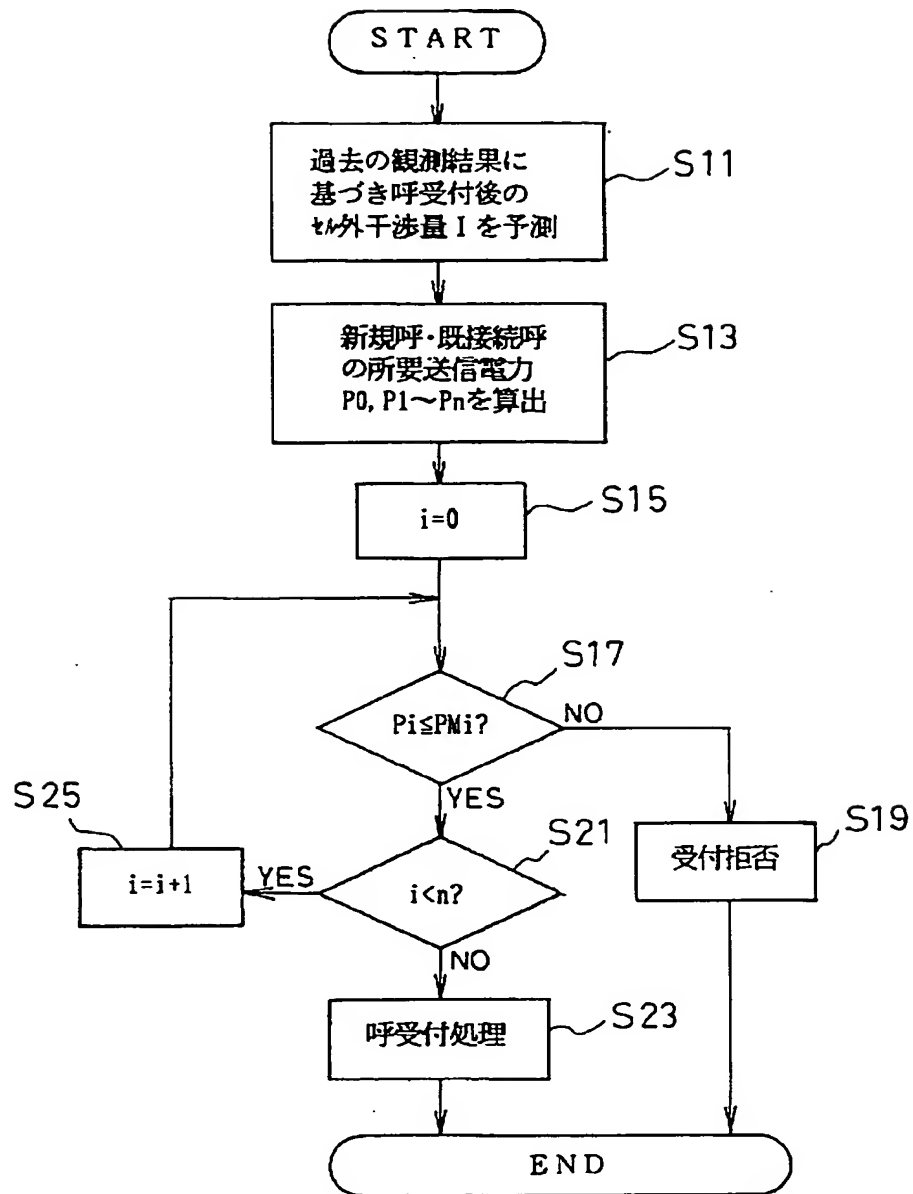 START
過去の観測結果に
基づき呼受付後の
ｾﾙ外干渉量Iを予測
S11
新規呼・既接続呼
の所要送信電力
P0,P1～Pnを算出
S13
i=0
S15
Pi≦PMi?
S17
NO
YES
受付拒否
S19
i<n?
S21
YES
i=i+1
S25
NO
呼受付処理
S23
END